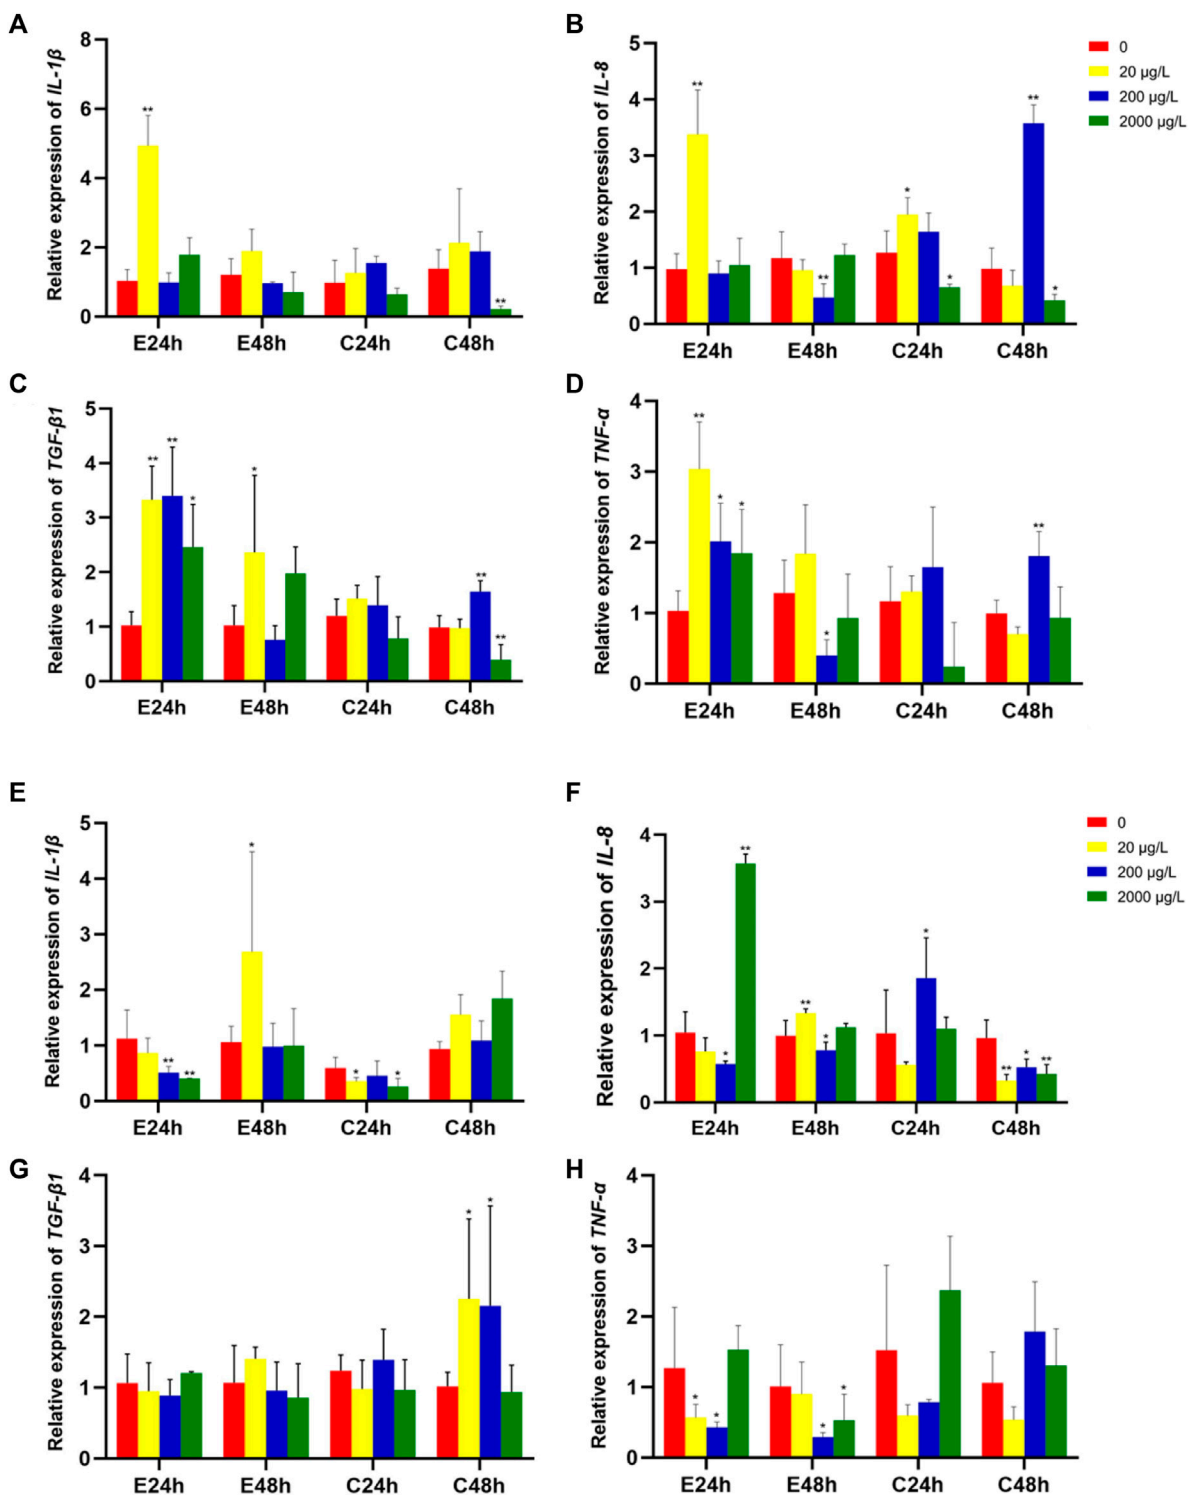 A
Relative expression of IL-1β
8
6
4
2
0
**
**
E24h E48h C24h C48h
B
Relative expression of IL-8
5
4
3
2
1
0
**
**
*
*
**
*
E24h E48h C24h C48h
0
20 µg/L
200 µg/L
2000 µg/L
C
Relative expression of TGF-β1
5
4
3
2
1
0
**
**
*
*
**
**
E24h E48h C24h C48h
D
Relative expression of TNF-α
4
3
2
1
0
**
*
*
*
**
E24h E48h C24h C48h
E
Relative expression of IL-1β
5
4
3
2
1
0
**
**
*
*
*
E24h E48h C24h C48h
F
Relative expression of IL-8
4
3
2
1
0
*
**
**
*
*
**
*
**
E24h E48h C24h C48h
0
20 µg/L
200 µg/L
2000 µg/L
G
Relative expression of TGF-β1
4
3
2
1
0
*
*
E24h E48h C24h C48h
H
Relative expression of TNF-α
4
3
2
1
0
*
*
*
*
E24h E48h C24h C48h